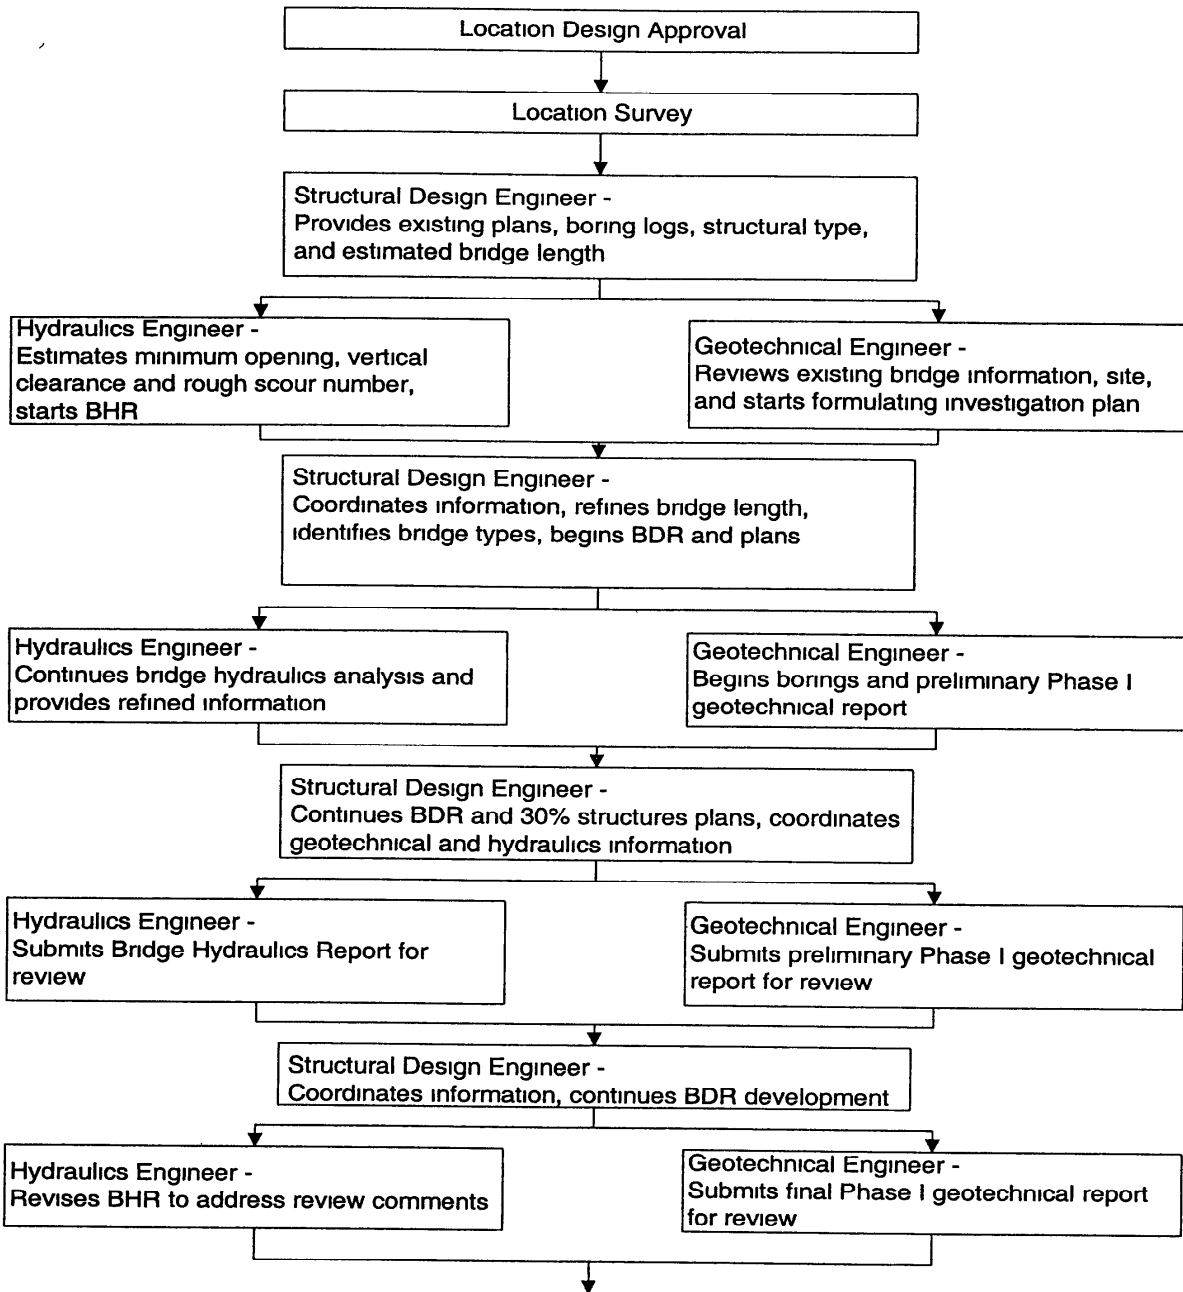 Location Design Approval
Location Survey
Structural Design Engineer -
Provides existing plans, boring logs, structural type,
and estimated bridge length
Hydraulics Engineer -
Estimates minimum opening, vertical
clearance and rough scour number,
starts BHR
Geotechnical Engineer -
Reviews existing bridge information, site,
and starts formulating investigation plan
Structural Design Engineer -
Coordinates information, refines bridge length,
identifies bridge types, begins BDR and plans
Hydraulics Engineer -
Continues bridge hydraulics analysis and
provides refined information
Geotechnical Engineer -
Begins borings and preliminary Phase I
geotechnical report
Structural Design Engineer -
Continues BDR and 30% structures plans, coordinates
geotechnical and hydraulics information
Hydraulics Engineer -
Submits Bridge Hydraulics Report for
review
Geotechnical Engineer -
Submits preliminary Phase I geotechnical
report for review
Structural Design Engineer -
Coordinates information, continues BDR development
Hydraulics Engineer -
Revises BHR to address review comments
Geotechnical Engineer -
Submits final Phase I geotechnical report
for review